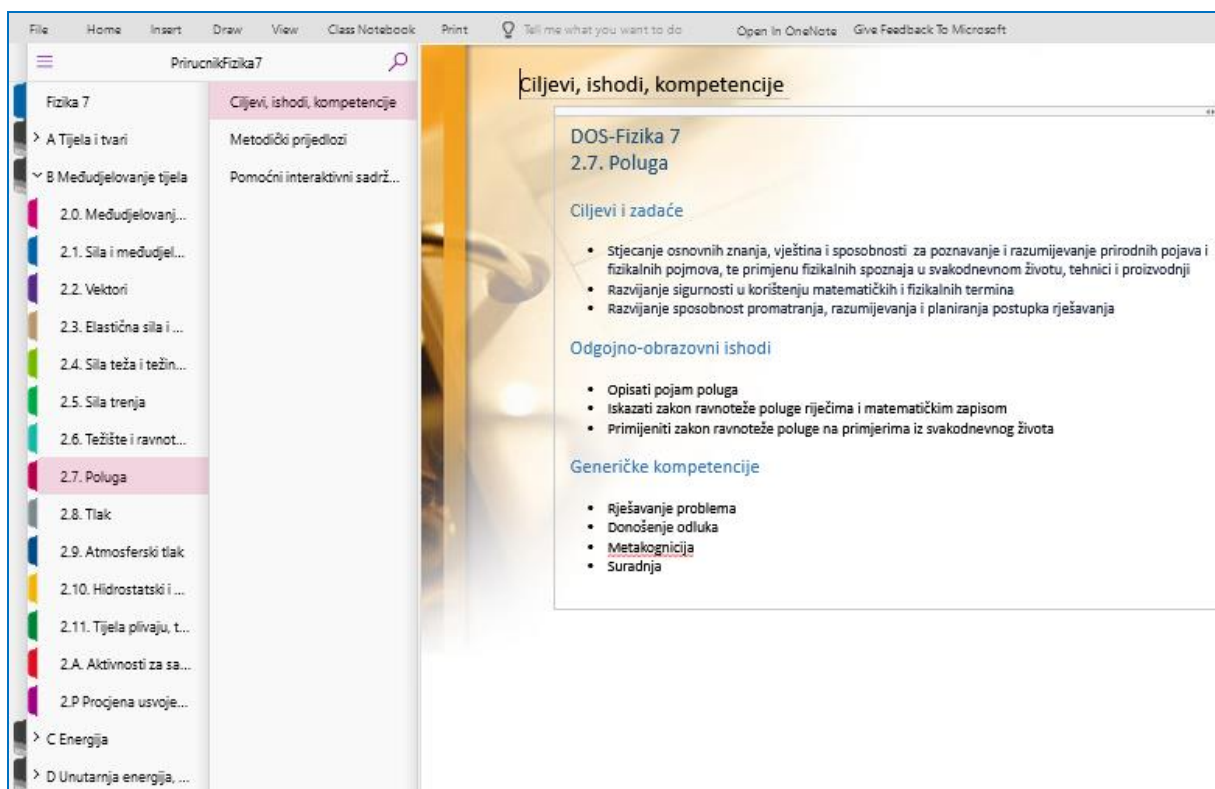 File Home Insert Draw View Class Notebook Print Tell me what you want to do Open In OneNote Give Feedback To Microsoft
PrirucnikFizika7
Fizika 7
A Tijela i tvari
B Međudjelovanje tijela
2.0. Međudjelovanj...
2.1. Sila i međudjel...
2.2. Vektori
2.3. Elastična sila i ...
2.4. Sila teža i težin...
2.5. Sila trenja
2.6. Težište i ravnot...
2.7. Poluga
2.8. Tlak
2.9. Atmosferski tlak
2.10. Hidrostatski i ...
2.11. Tijela plivaju, t...
2.A. Aktivnosti za sa...
2.P Procjena usvoje...
C Energija
D Unutarnja energija, ...
Ciljevi, ishodi, kompetencije
Metodički prijedlozi
Pomoćni interaktivni sadrž...
Ciljevi, ishodi, kompetencije
DOS-Fizika 7
2.7. Poluga
Ciljevi i zadaće
• Stjecanje osnovnih znanja, vještina i sposobnosti za poznavanje i razumijevanje prirodnih pojava i
fizikalnih pojmova, te primjenu fizikalnih spoznaja u svakodnevnom životu, tehnici i proizvodnji
• Razvijanje sigurnosti u korištenju matematičkih i fizikalnih termina
• Razvijanje sposobnost promatranja, razumijevanja i planiranja postupka rješavanja
Odgojno-obrazovni ishodi
• Opisati pojam poluga
• Iskazati zakon ravnoteže poluge riječima i matematičkim zapisom
• Primijeniti zakon ravnoteže poluge na primjerima iz svakodnevnog života
Generičke kompetencije
• Rješavanje problema
• Donošenje odluka
• Metakognicija
• Suradnja